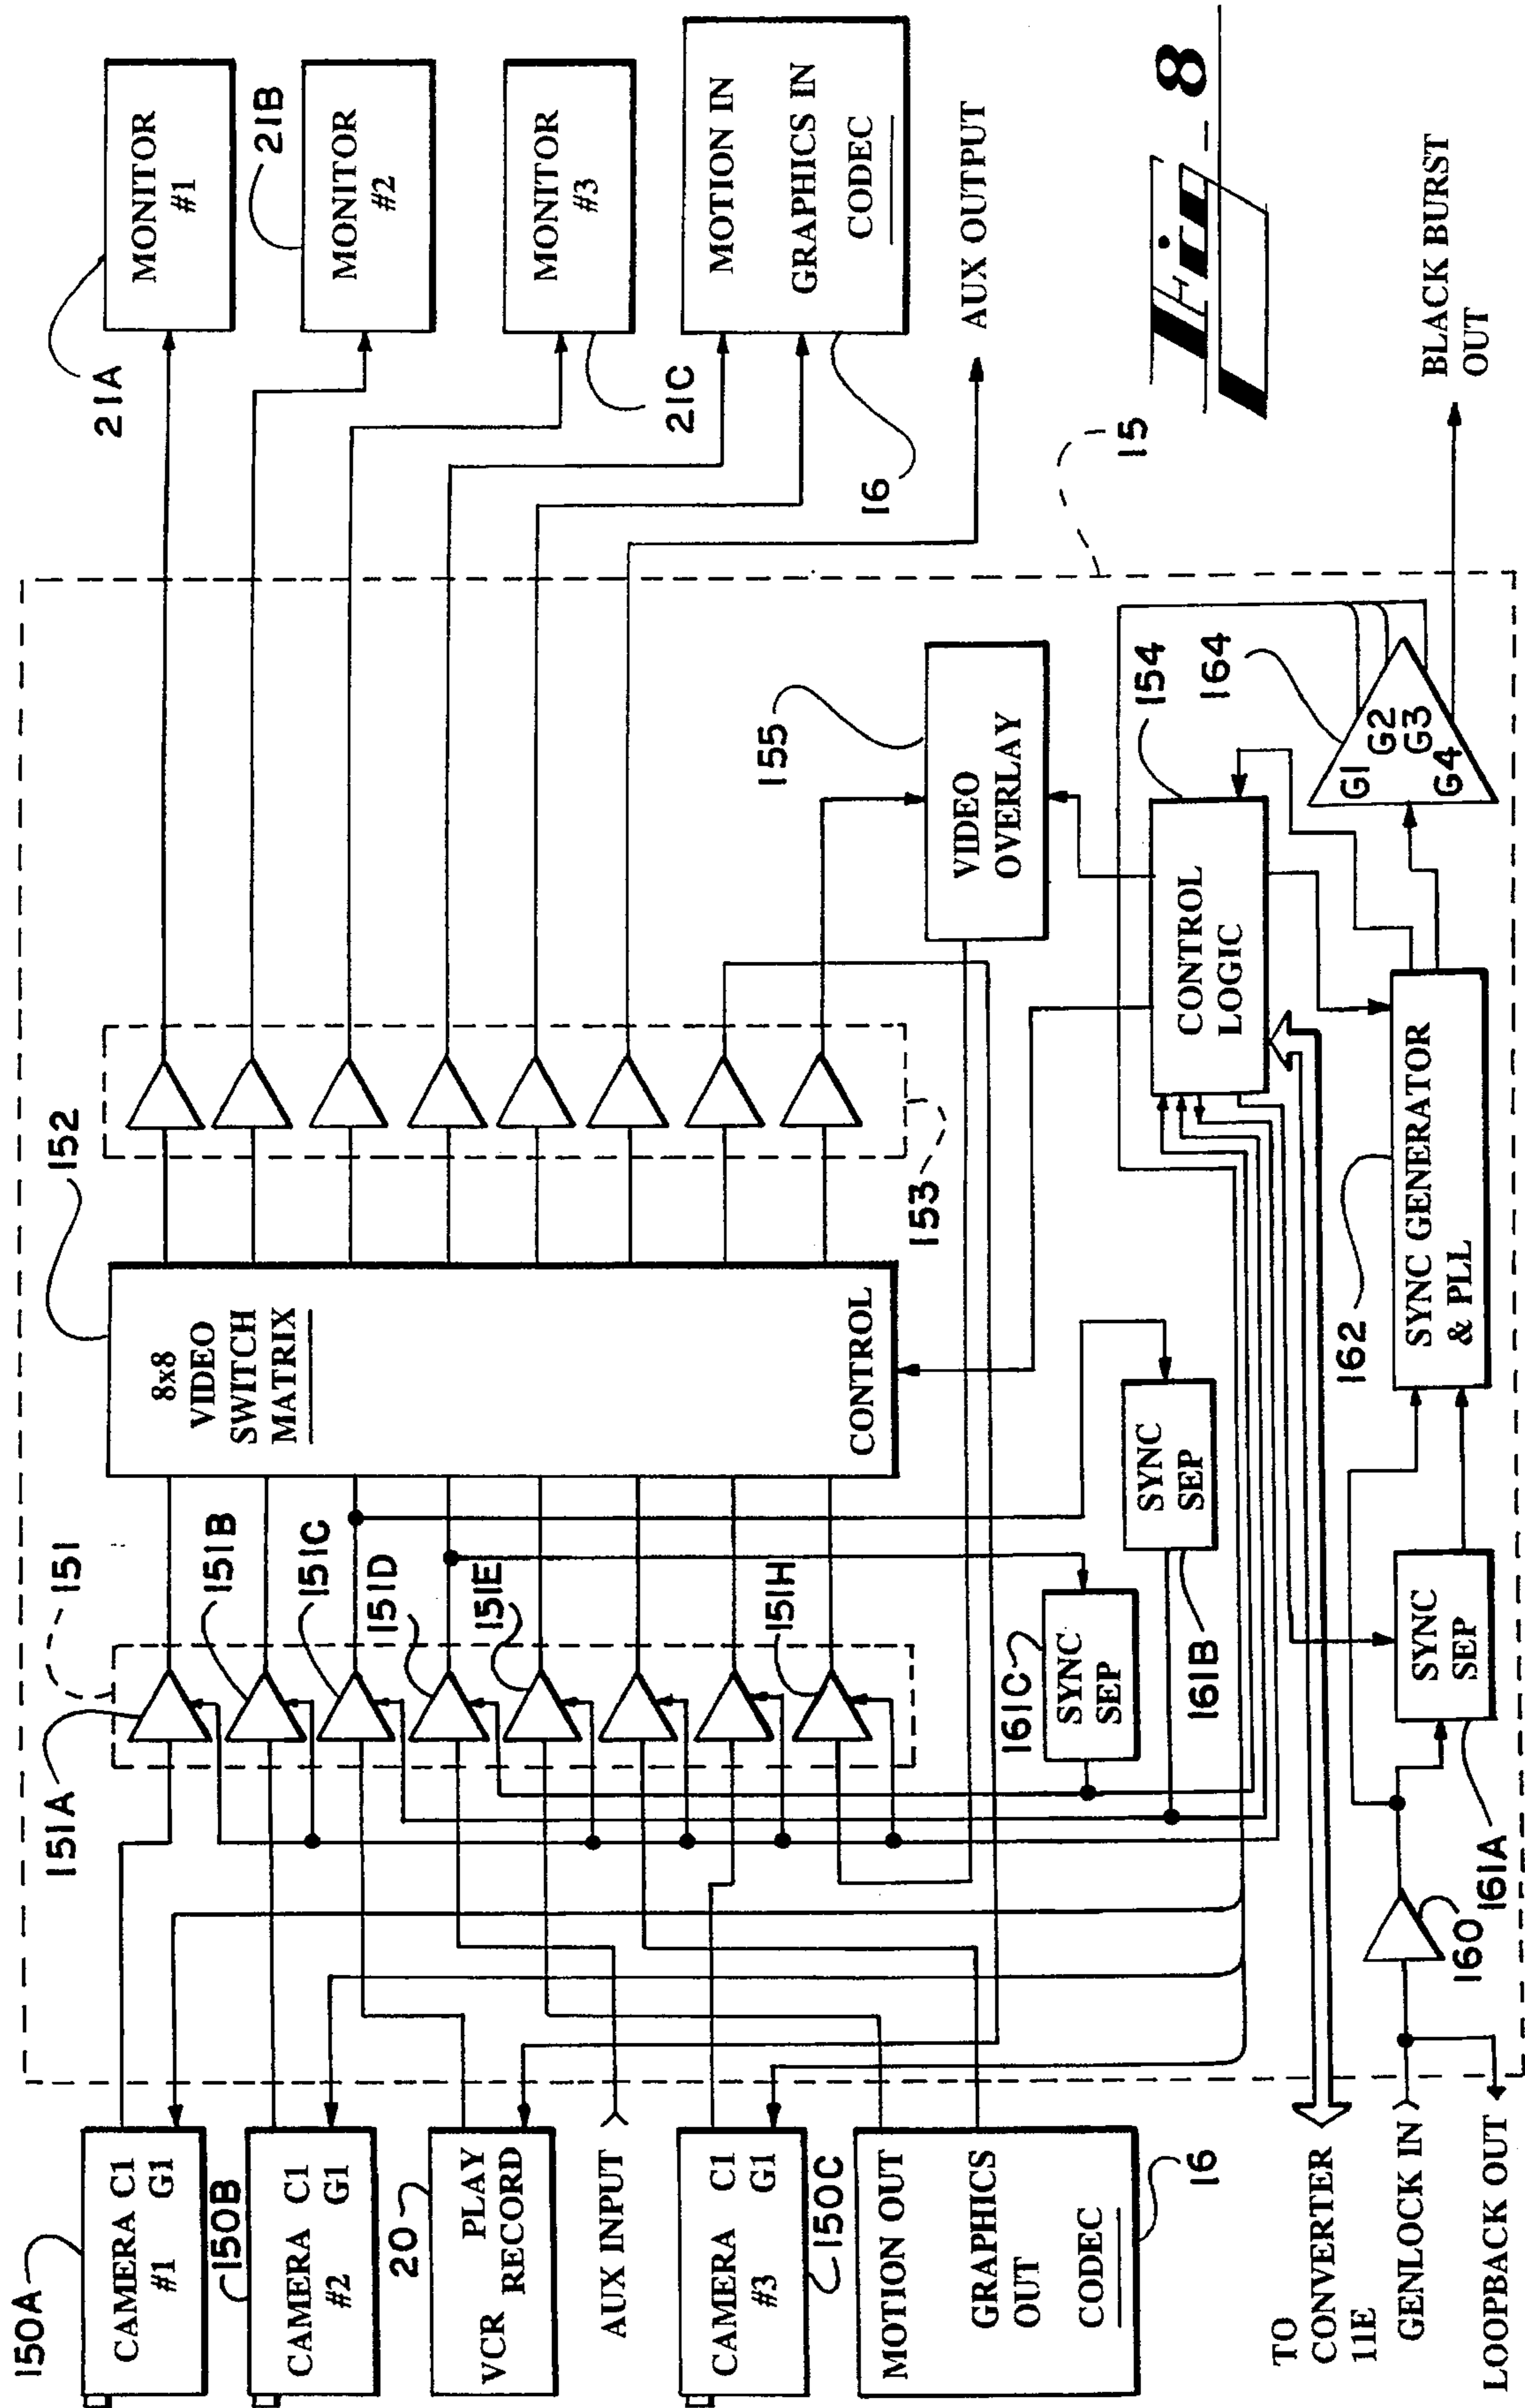 150A
CAMERA C1
#1 G1
150B
CAMERA C1
#2 G1
20
PLAY
VCR RECORD
AUX INPUT
CAMERA C1
#3 G1
150C
MOTION OUT
GRAPHICS
OUT
CODEC
16
TO
CONVERTER
11E
GENLOCK IN
LOOPBACK OUT
151
151A
151B
151C
151D
151E
151H
152
8x8
VIDEO
SWITCH
MATRIX
CONTROL
153
161C
SYNC
SEP
SYNC
SEP
161B
SYNC
SEP
161A
160
162
SYNC GENERATOR
& PLL
CONTROL
LOGIC
154
155
VIDEO
OVERLAY
164
G1
G2
G3
G4
15
21A
MONITOR
#1
21B
MONITOR
#2
MONITOR
#3
21C
MOTION IN
GRAPHICS IN
CODEC
16
AUX OUTPUT
BLACK BURST
OUT
Fig_8